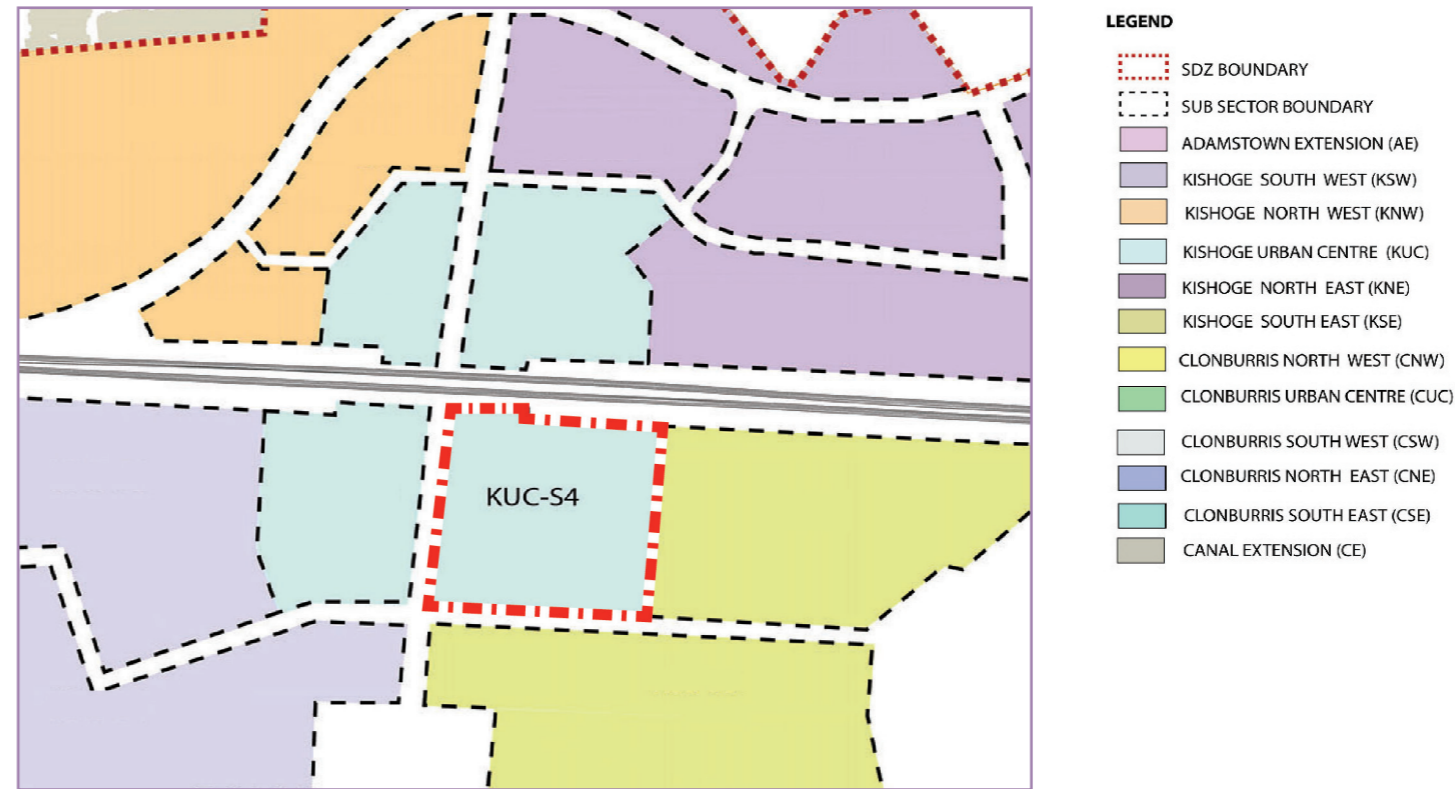 LEGEND
SDZ BOUNDARY
SUB SECTOR BOUNDARY
ADAMSTOWN EXTENSION (AE)
KISHOGE SOUTH WEST (KSW)
KISHOGE NORTH WEST (KNW)
KISHOGE URBAN CENTRE (KUC)
KISHOGE NORTH EAST (KNE)
KISHOGE SOUTH EAST (KSE)
CLONBURRIS NORTH WEST (CNW)
CLONBURRIS URBAN CENTRE (CUC)
CLONBURRIS SOUTH WEST (CSW)
CLONBURRIS NORTH EAST (CNE)
CLONBURRIS SOUTH EAST (CSE)
CANAL EXTENSION (CE)
KUC-S4